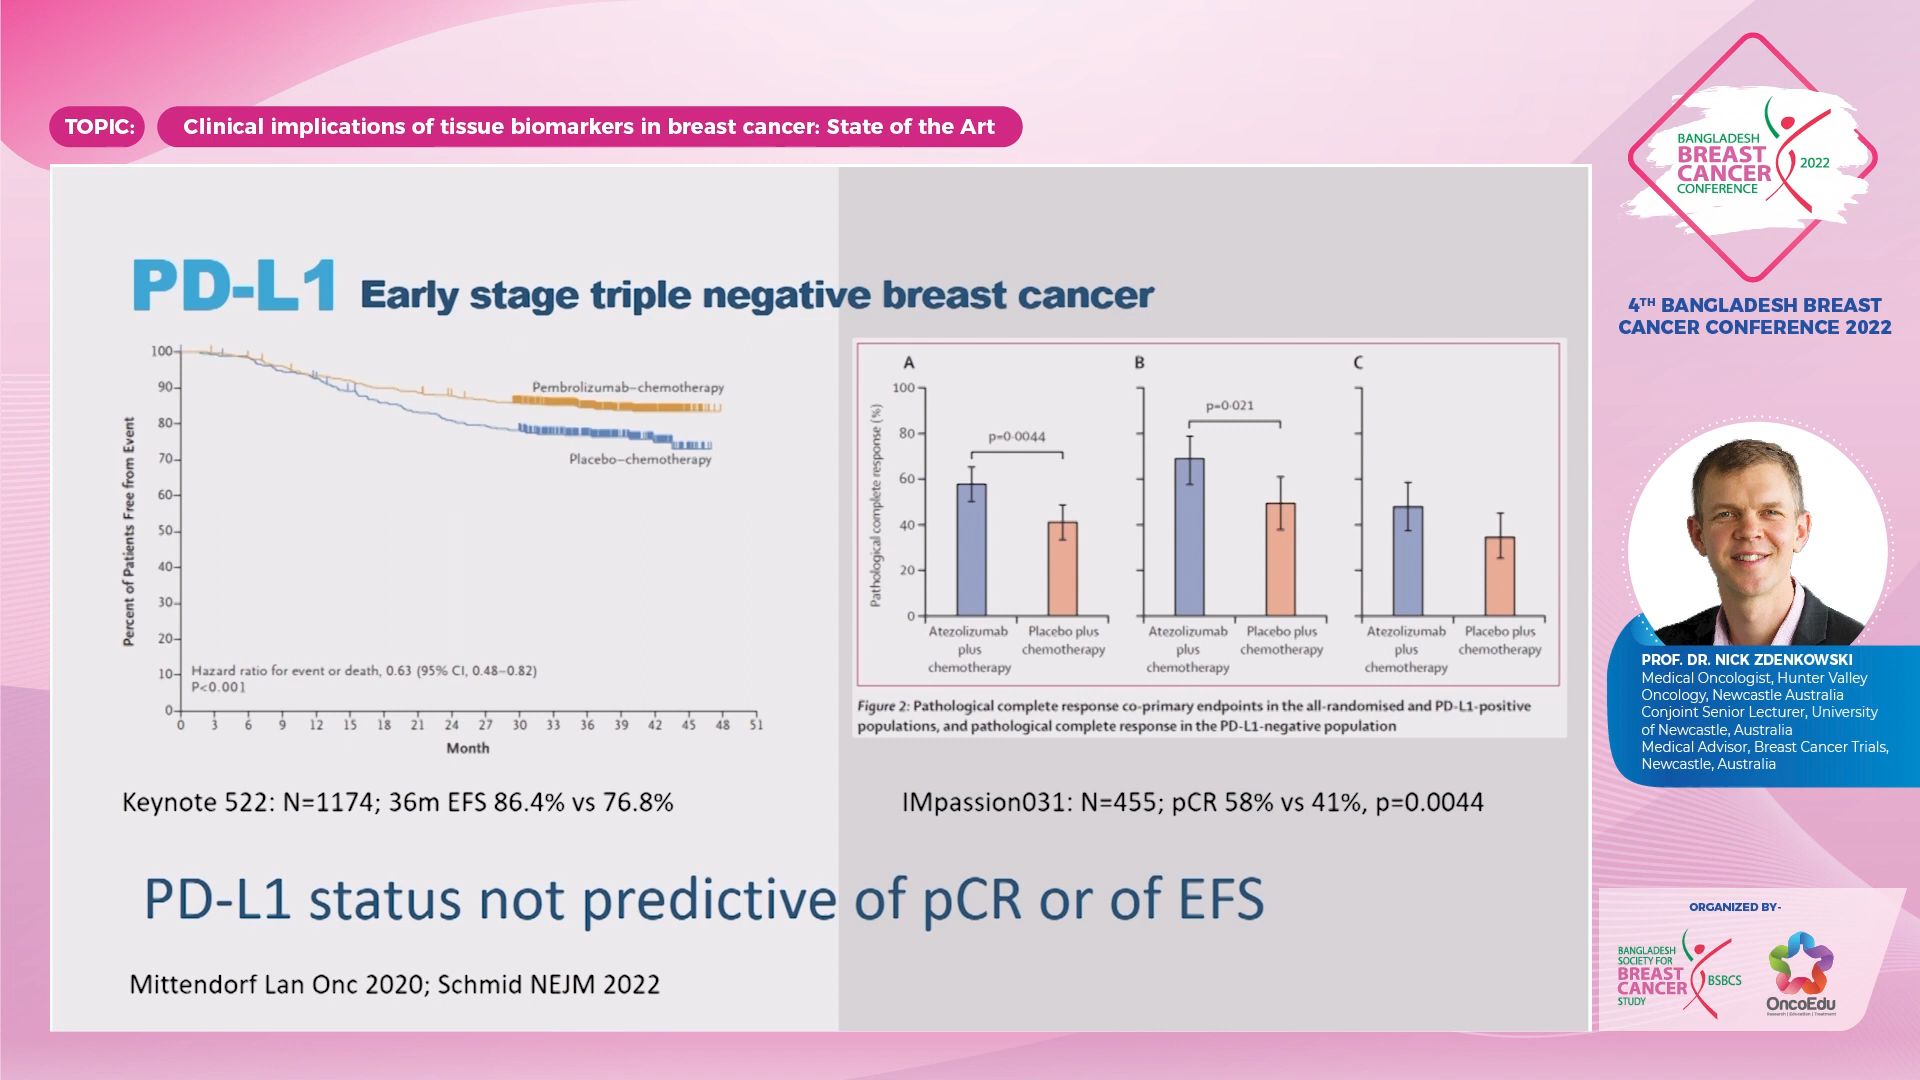 TOPIC:
Clinical implications of tissue biomarkers in breast cancer: State of the Art
BANGLADESH
BREAST
CANCER
CONFERENCE
2022
4TH BANGLADESH BREAST
CANCER CONFERENCE 2022
PD-L1 Early stage triple negative breast cancer
100
90
80
70
60
50
40
30
20
10
0
Percent of Patients Free from Event
Pembrolizumab–chemotherapy
Placebo–chemotherapy
Hazard ratio for event or death, 0.63 (95% CI, 0.48–0.82)
P<0.001
0 3 6 9 12 15 18 21 24 27 30 33 36 39 42 45 48 51
Month
A
B
C
Pathological complete response (%)
100
80
60
40
20
0
p=0·0044
p=0·021
Atezolizumab
plus
chemotherapy
Placebo plus
chemotherapy
Atezolizumab
plus
chemotherapy
Placebo plus
chemotherapy
Atezolizumab
plus
chemotherapy
Placebo plus
chemotherapy
Figure 2: Pathological complete response co-primary endpoints in the all-randomised and PD-L1-positive
populations, and pathological complete response in the PD-L1-negative population
Keynote 522: N=1174; 36m EFS 86.4% vs 76.8%
IMpassion031: N=455; pCR 58% vs 41%, p=0.0044
PD-L1 status not predictive of pCR or of EFS
Mittendorf Lan Onc 2020; Schmid NEJM 2022
PROF. DR. NICK ZDENKOWSKI
Medical Oncologist, Hunter Valley
Oncology, Newcastle Australia
Conjoint Senior Lecturer, University
of Newcastle, Australia
Medical Advisor, Breast Cancer Trials,
Newcastle, Australia
ORGANIZED BY-
BANGLADESH
SOCIETY FOR
BREAST
CANCER
STUDY
BSBCS
OncoEdu
Research | Education | Treatment